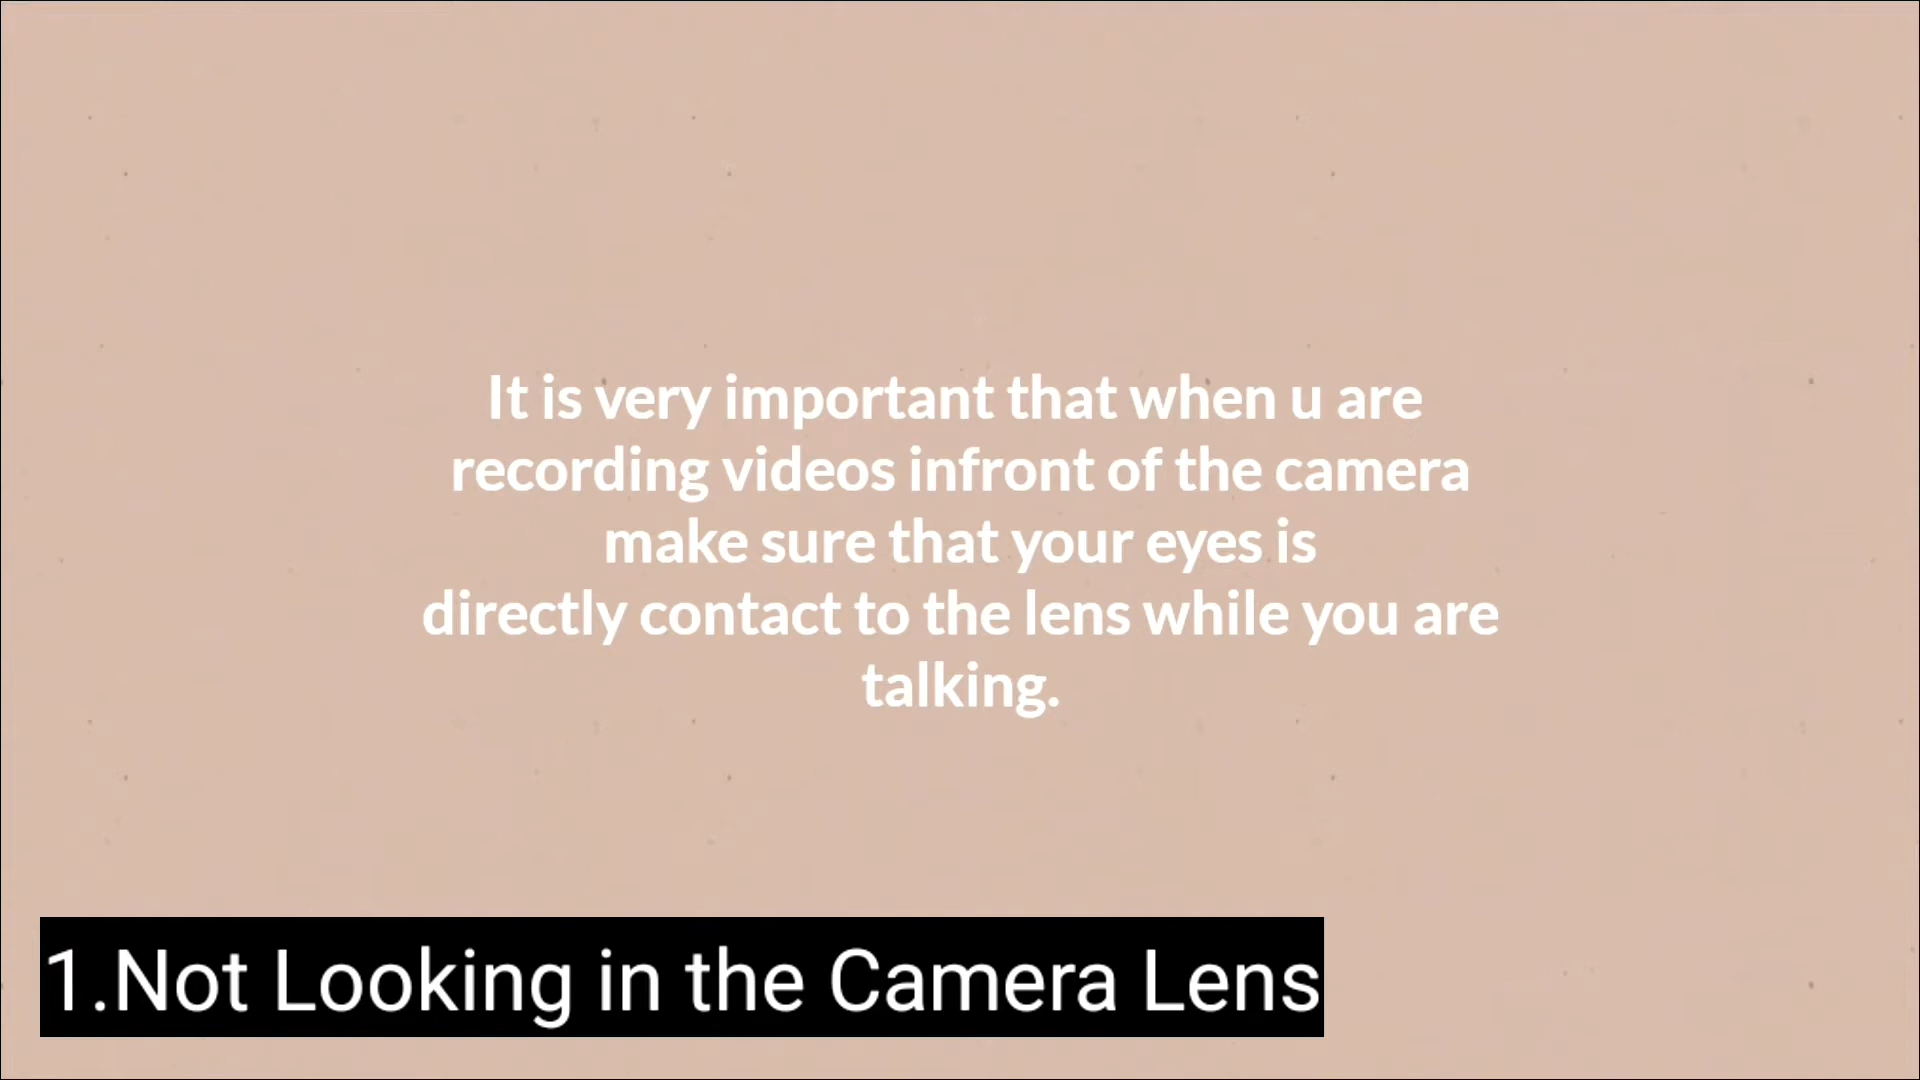 It is very important that when u are
recording videos infront of the camera
make sure that your eyes is
directly contact to the lens while you are
talking.
1.Not Looking in the Camera Lens